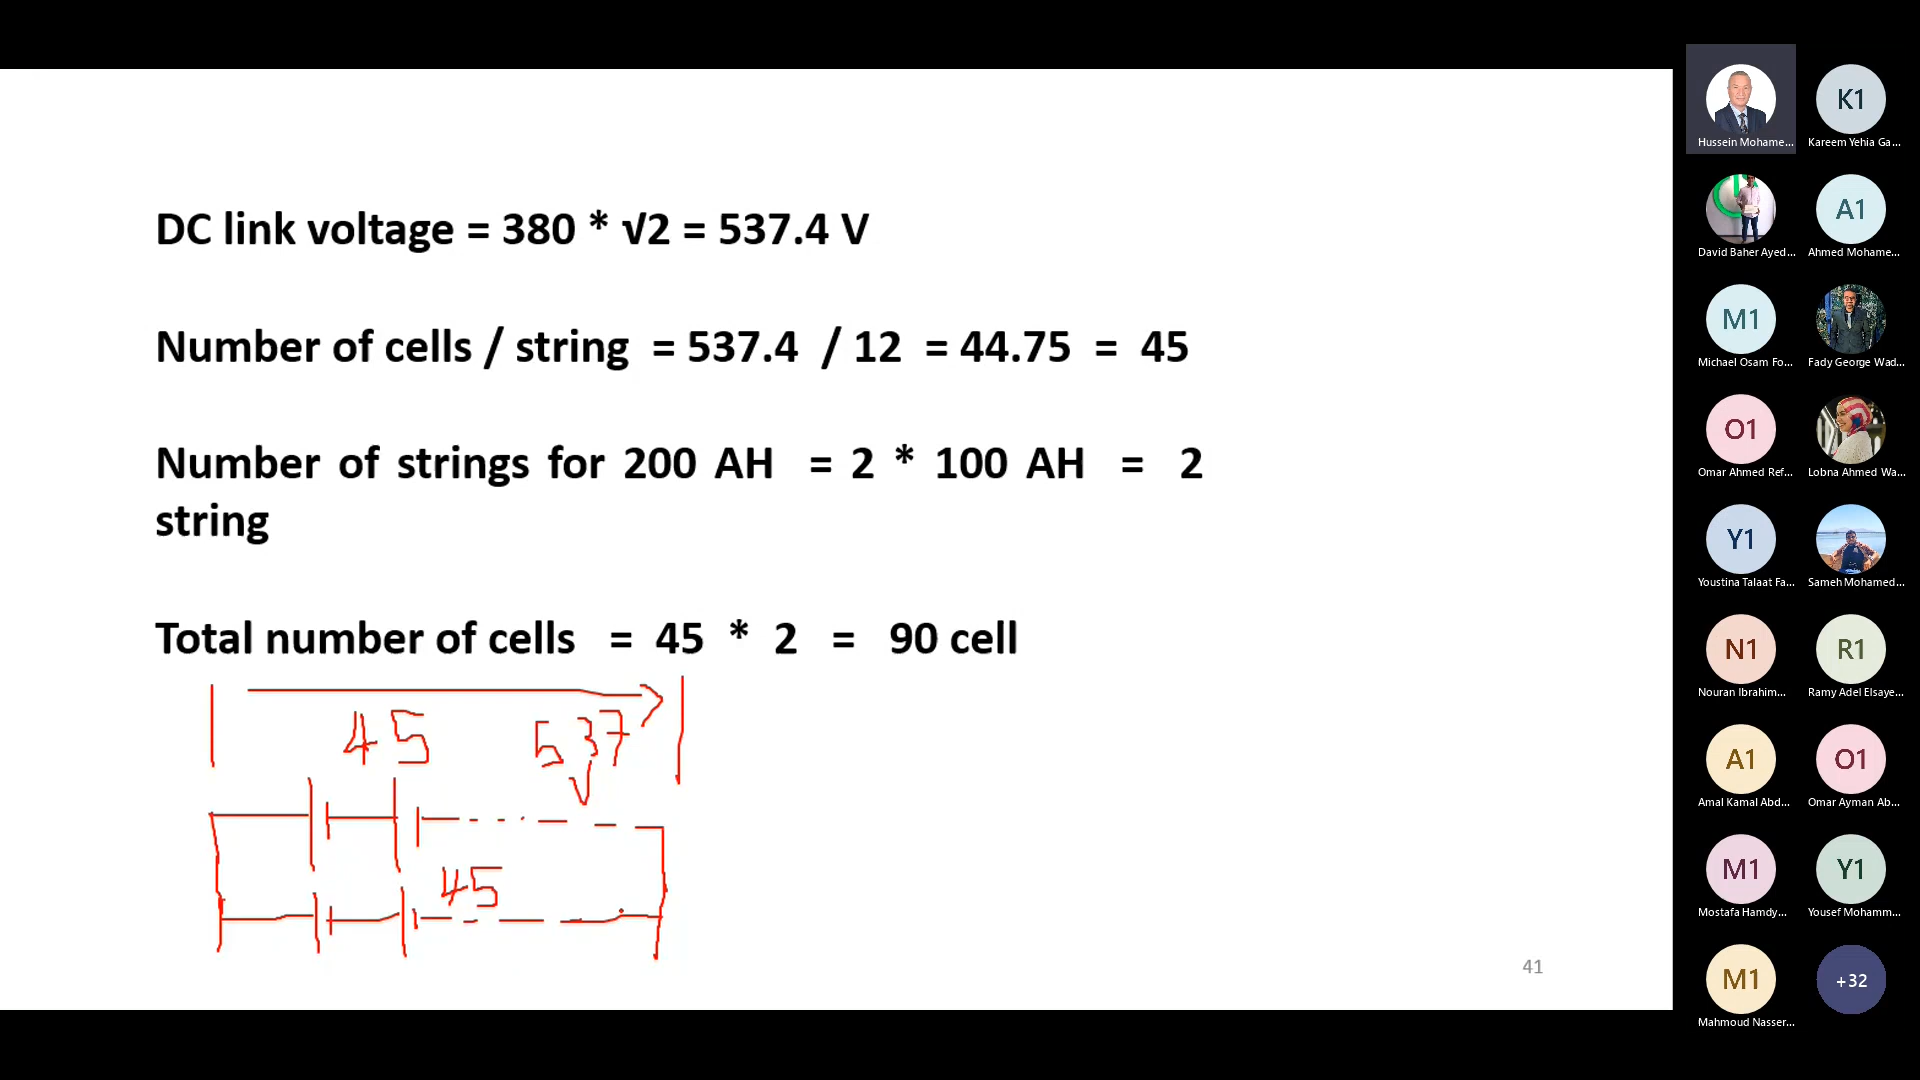 DC link voltage = 380 * √2 = 537.4 V
Number of cells / string = 537.4 / 12 = 44.75 = 45
Number of strings for 200 AH = 2 * 100 AH = 2
string
Total number of cells = 45 * 2 = 90 cell
45 537
V
45
41
Hussein Mohame...
K1
Kareem Yehia Ga...
David Baher Ayed...
A1
Ahmed Mohame...
M1
Michael Osam Fo...
Fady George Wad...
O1
Omar Ahmed Ref...
Lobna Ahmed Wa...
Y1
Youstina Talaat Fa...
Sameh Mohamed...
N1
Nouran Ibrahim...
R1
Ramy Adel Elsaye...
A1
Amal Kamal Abd...
O1
Omar Ayman Ab...
M1
Mostafa Hamdy...
Y1
Yousef Mohamm...
M1
Mahmoud Nasser...
+32